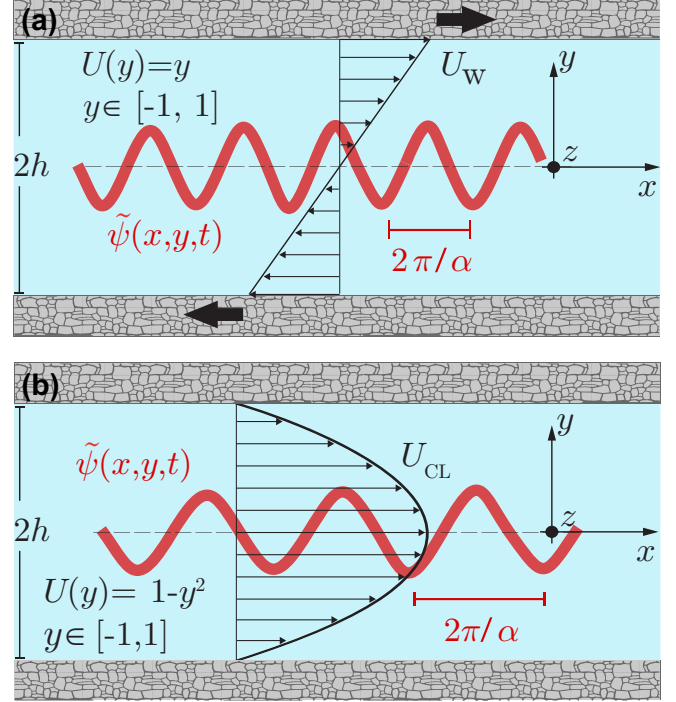 (a)
U(y)=y
y∈ [-1, 1]
U_W
y
z
x
2h
ψ̃(x,y,t)
2π/α
(b)
ψ̃(x,y,t)
U_CL
y
z
x
2h
U(y)= 1-y²
y∈[-1,1]
2π/α